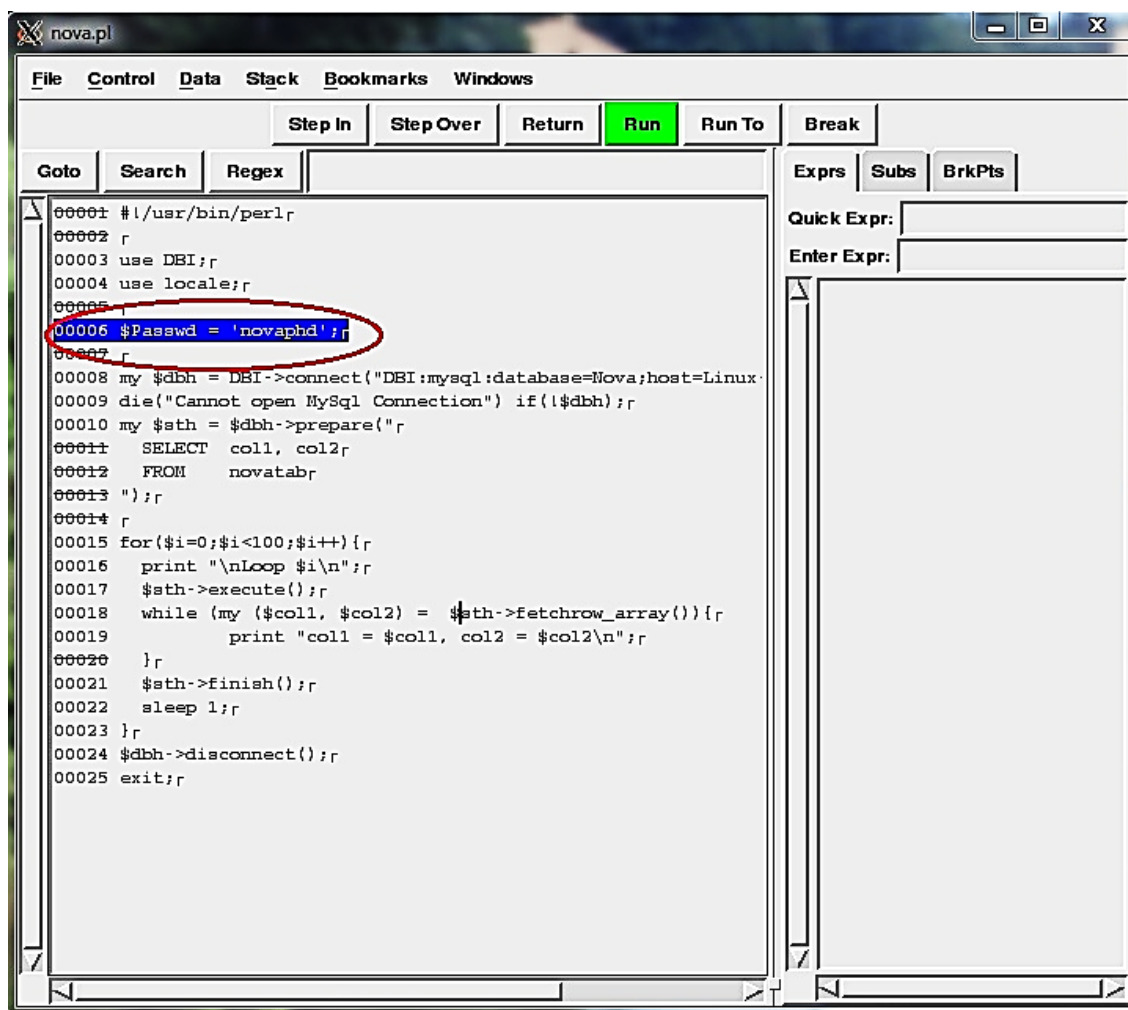 nova.pl
File Control Data Stack Bookmarks Windows
Step In Step Over Return Run Run To Break
Goto Search Regex
Exprs Subs BrkPts
Quick Expr:
Enter Expr:
00001 #!/usr/bin/perl
00002
00003 use DBI;
00004 use locale;
00005
00006 $Passwd = 'novaphd';
00007
00008 my $dbh = DBI->connect("DBI:mysql:database=Nova;host=Linux-
00009 die("Cannot open MySql Connection") if(!$dbh);
00010 my $sth = $dbh->prepare("
00011 SELECT col1, col2
00012 FROM novatab
00013 ");
00014
00015 for($i=0;$i<100;$i++){
00016 print "\nLoop $i\n";
00017 $sth->execute();
00018 while (my ($col1, $col2) = $sth->fetchrow_array()){
00019 print "col1 = $col1, col2 = $col2\n";
00020 }
00021 $sth->finish();
00022 sleep 1;
00023 }
00024 $dbh->disconnect();
00025 exit;